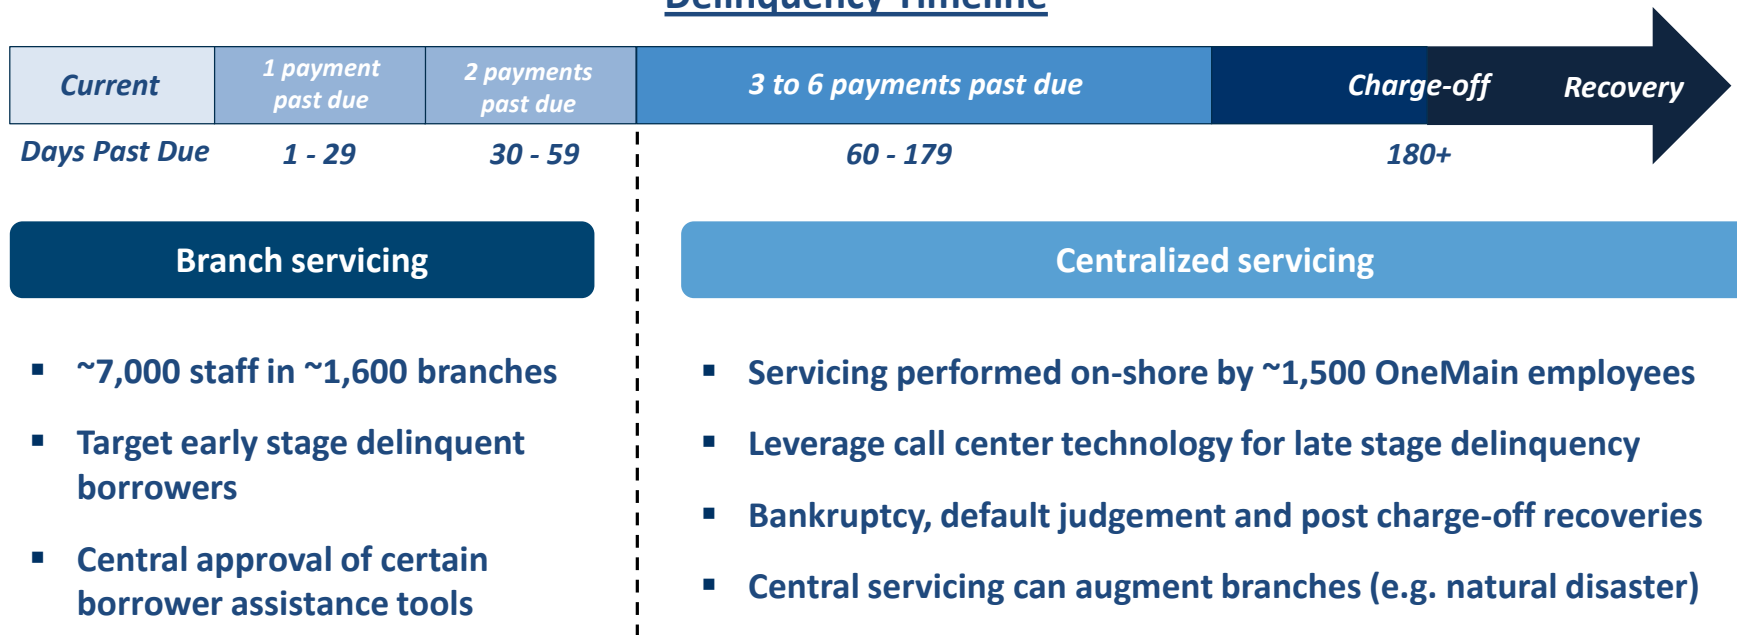 Delinquency Timeline
Current
1 payment
past due
2 payments
past due
3 to 6 payments past due
Charge-off
Recovery
Days Past Due
1 - 29
30 - 59
60 - 179
180+
Branch servicing
Centralized servicing
▪ ~7,000 staff in ~1,600 branches
▪ Target early stage delinquent
borrowers
▪ Central approval of certain
borrower assistance tools
▪ Servicing performed on-shore by ~1,500 OneMain employees
▪ Leverage call center technology for late stage delinquency
▪ Bankruptcy, default judgement and post charge-off recoveries
▪ Central servicing can augment branches (e.g. natural disaster)